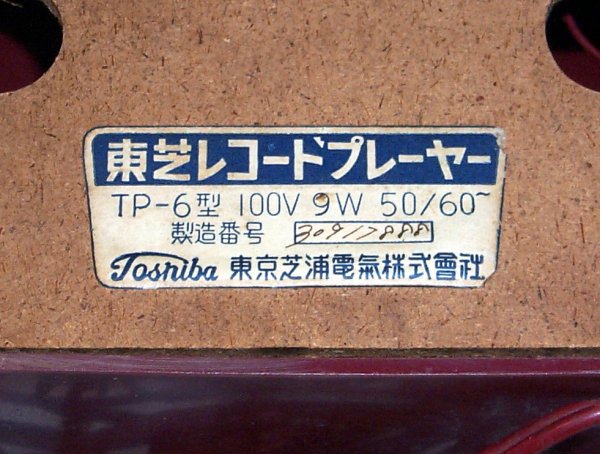 東芝レコードプレーヤー
TP-6型 100V 9W 50/60~
製造番号 30917888
Toshiba 東京芝浦電氣株式會社